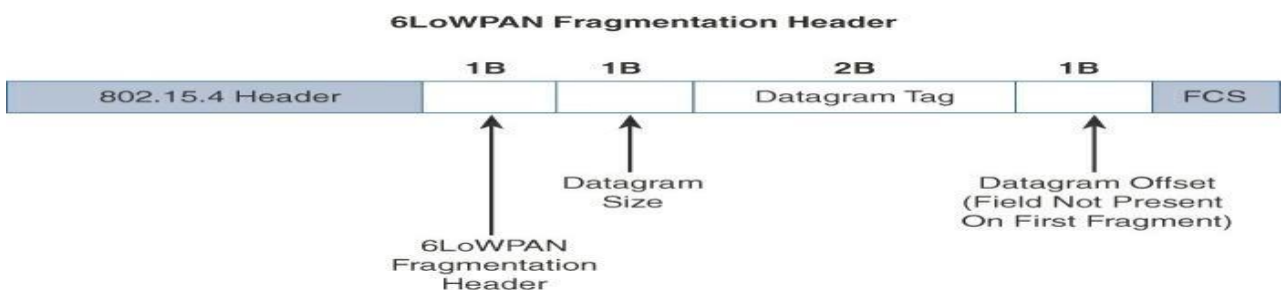 6LoWPAN Fragmentation Header
1B 1B 2B 1B
802.15.4 Header Datagram Tag FCS
Datagram
Size
Datagram Offset
(Field Not Present
On First Fragment)
6LoWPAN
Fragmentation
Header